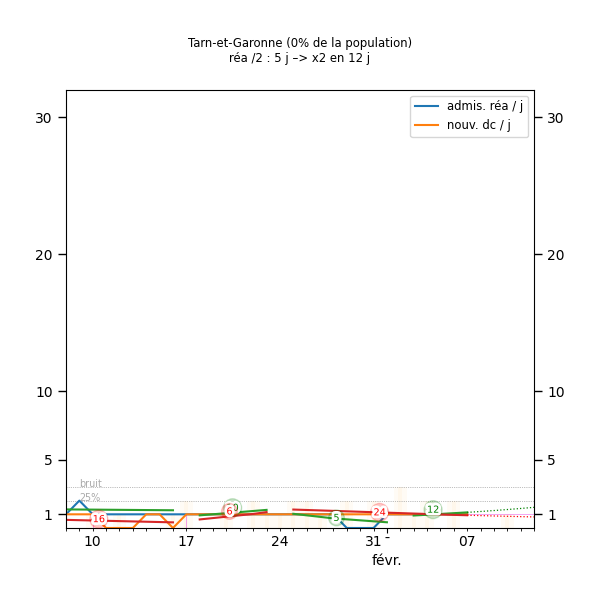 Tarn-et-Garonne (0% de la population)
réa /2 : 5 j –> x2 en 12 j
admis. réa / j
nouv. dc / j
30 30
20 20
10 10
5 5
bruit
25%
1 1
16 6 5 24 12
10 17 24 31 07
févr.